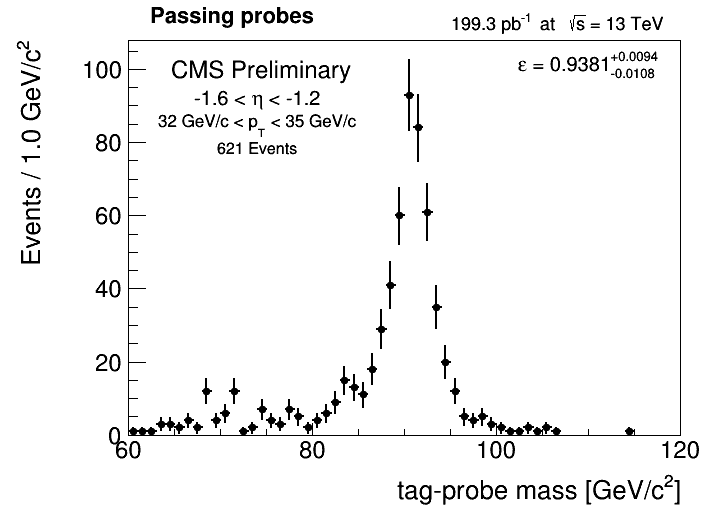 Passing probes
199.3 pb⁻¹ at √s = 13 TeV
CMS Preliminary
ε = 0.9381 +0.0094 -0.0108
-1.6 < η < -1.2
32 GeV/c < p_T < 35 GeV/c
621 Events
Events / 1.0 GeV/c²
100
80
60
40
20
0
60 80 100 120
tag-probe mass [GeV/c²]